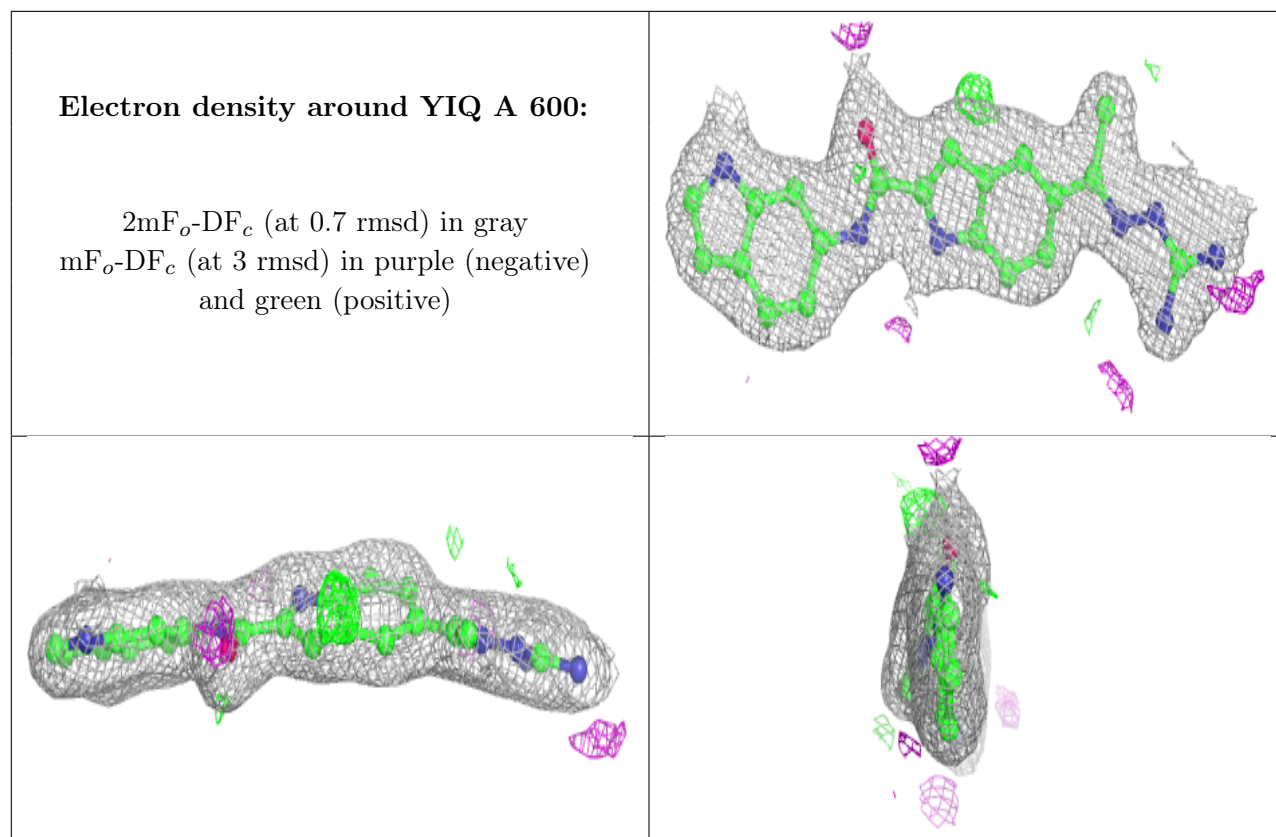 Electron density around YIQ A 600:
2mFₒ-DF𝒸 (at 0.7 rmsd) in gray
mFₒ-DF𝒸 (at 3 rmsd) in purple (negative)
and green (positive)